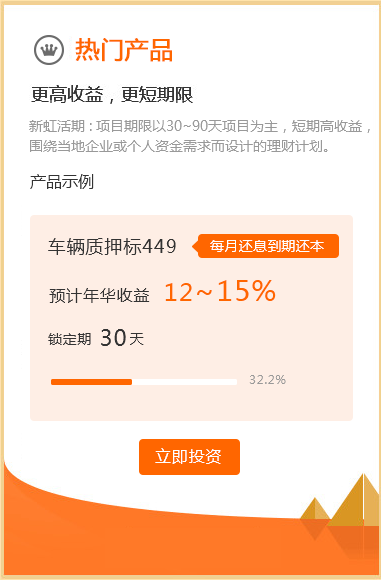 热门产品
更高收益，更短期限
新虹活期：项目期限以30~90天项目为主，短期高收益，
围绕当地企业或个人资金需求而设计的理财计划。
产品示例
车辆质押标449 每月还息到期还本
预计年华收益 12~15%
锁定期 30天
32.2%
立即投资